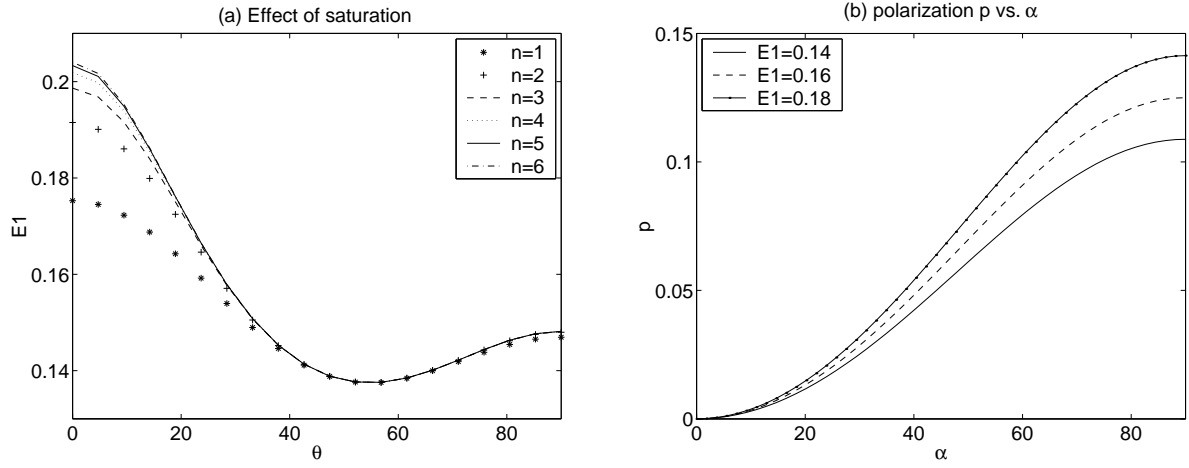 (a) Effect of saturation
n=1
n=2
n=3
n=4
n=5
n=6
0.2
0.18
0.16
0.14
E1
0 20 40 60 80
θ
(b) polarization p vs. α
E1=0.14
E1=0.16
E1=0.18
0.15
0.1
0.05
0
p
0 20 40 60 80
α